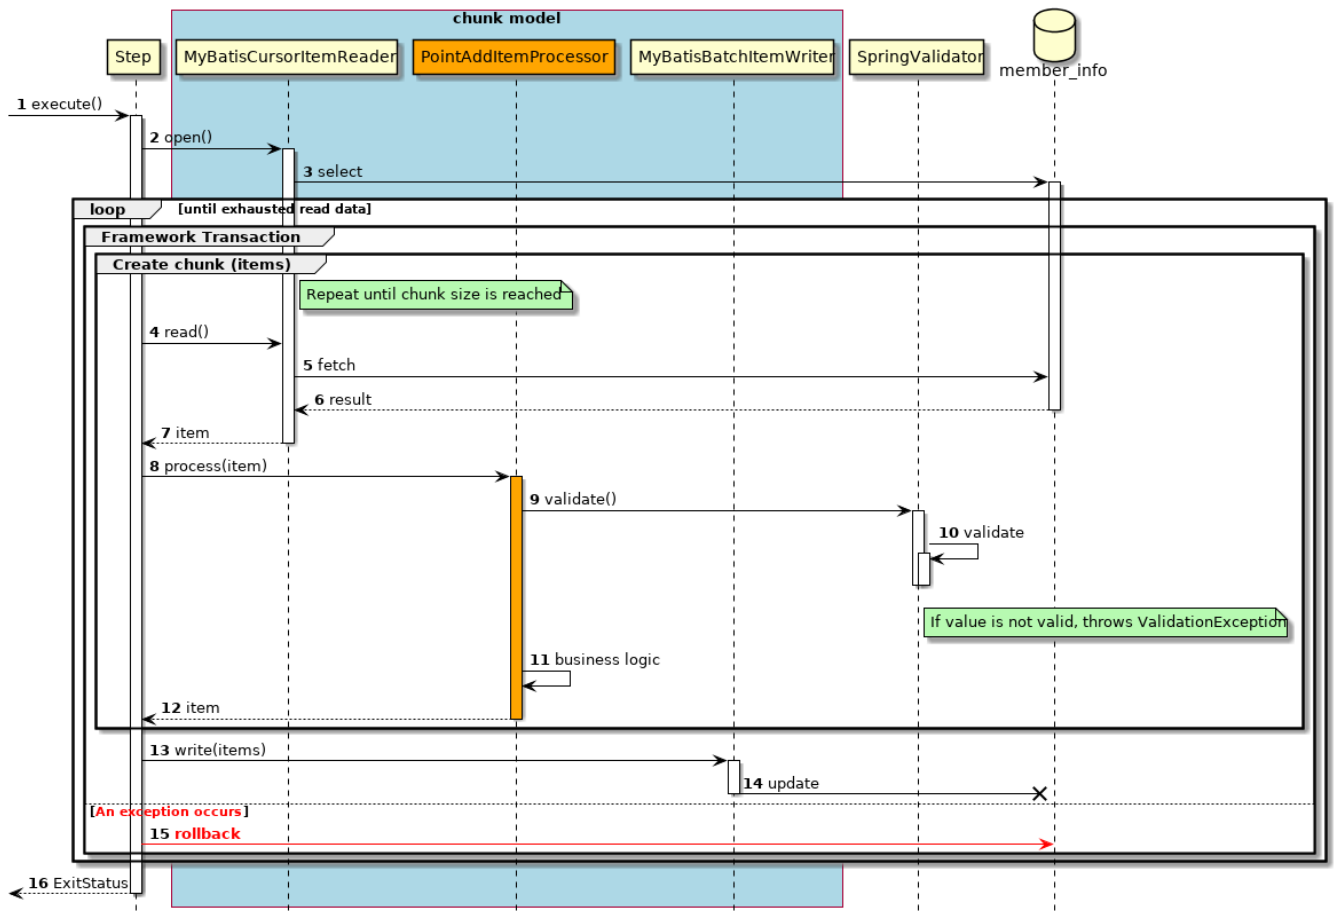 chunk model
Step
MyBatisCursorItemReader
PointAddItemProcessor
MyBatisBatchItemWriter
SpringValidator
member_info
1 execute()
2 open()
3 select
loop [until exhausted read data]
Framework Transaction
Create chunk (items)
Repeat until chunk size is reached
4 read()
5 fetch
6 result
7 item
8 process(item)
9 validate()
10 validate
If value is not valid, throws ValidationException
11 business logic
12 item
13 write(items)
14 update
[An exception occurs]
15 rollback
16 ExitStatus